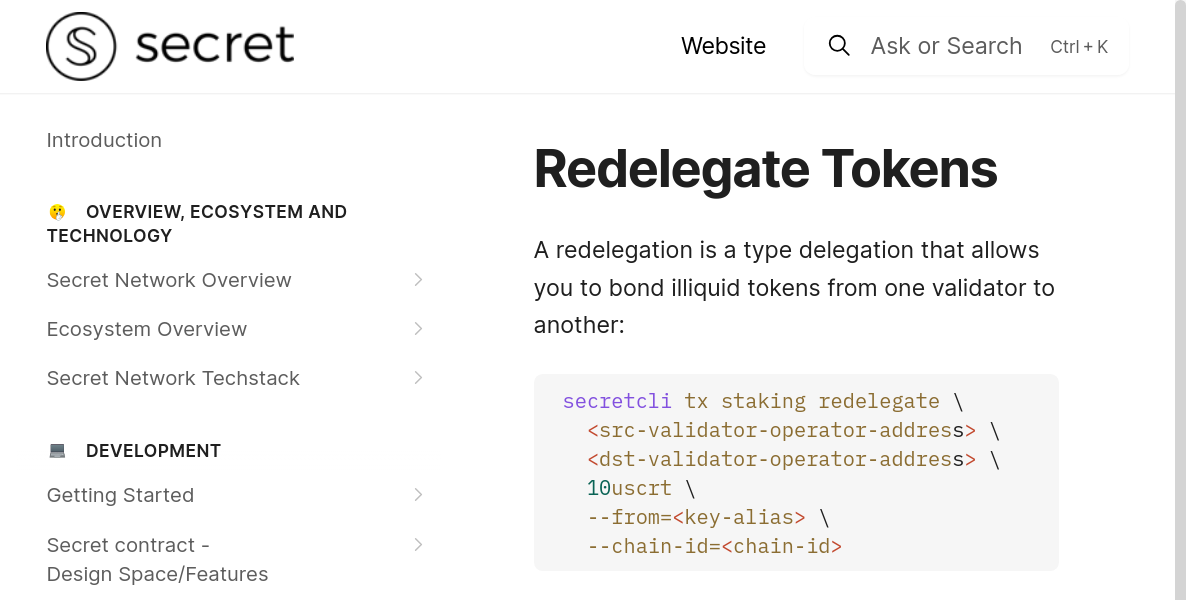 secret
Website
Ask or Search Ctrl + K
Introduction
OVERVIEW, ECOSYSTEM AND
TECHNOLOGY
Secret Network Overview
Ecosystem Overview
Secret Network Techstack
DEVELOPMENT
Getting Started
Secret contract -
Design Space/Features
Redelegate Tokens
A redelegation is a type delegation that allows
you to bond illiquid tokens from one validator to
another:
secretcli tx staking redelegate \
<src-validator-operator-address> \
<dst-validator-operator-address> \
10uscrt \
--from=<key-alias> \
--chain-id=<chain-id>